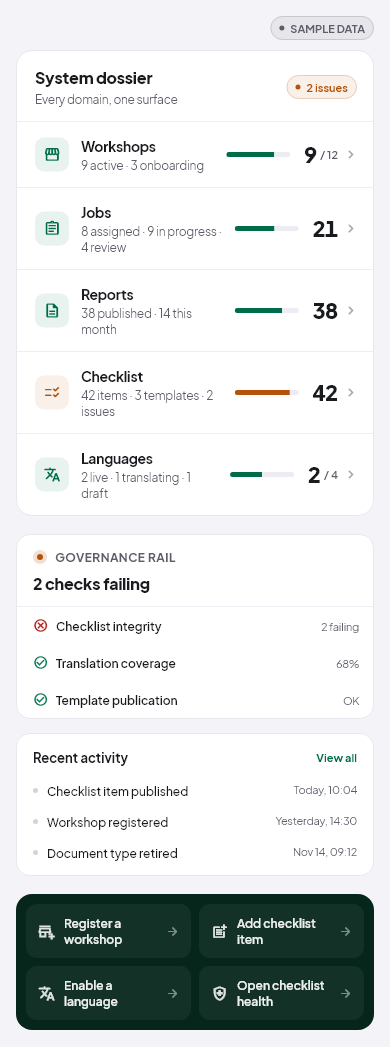 SAMPLE DATA
System dossier
Every domain, one surface
2 issues
Workshops
9 active · 3 onboarding
9 / 12
Jobs
8 assigned · 9 in progress ·
4 review
21
Reports
38 published · 14 this
month
38
Checklist
42 items · 3 templates · 2
issues
42
Languages
2 live · 1 translating · 1
draft
2 / 4
GOVERNANCE RAIL
2 checks failing
Checklist integrity
2 failing
Translation coverage
68%
Template publication
OK
Recent activity
View all
Checklist item published
Today, 10:04
Workshop registered
Yesterday, 14:30
Document type retired
Nov 14, 09:12
Register a
workshop
Add checklist
item
Enable a
language
Open checklist
health